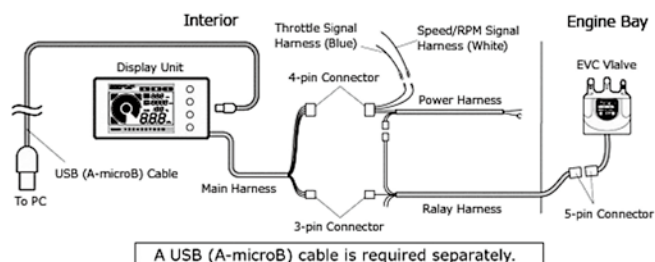 Interior
Engine Bay
Throttle Signal
Harness (Blue)
Speed/RPM Signal
Harness (White)
Display Unit
4-pin Connector
EVC Vlalve
Power Harness
USB (A-microB) Cable
Main Harness
To PC
Ralay Harness
5-pin Connector
3-pin Connector
A USB (A-microB) cable is required separately.